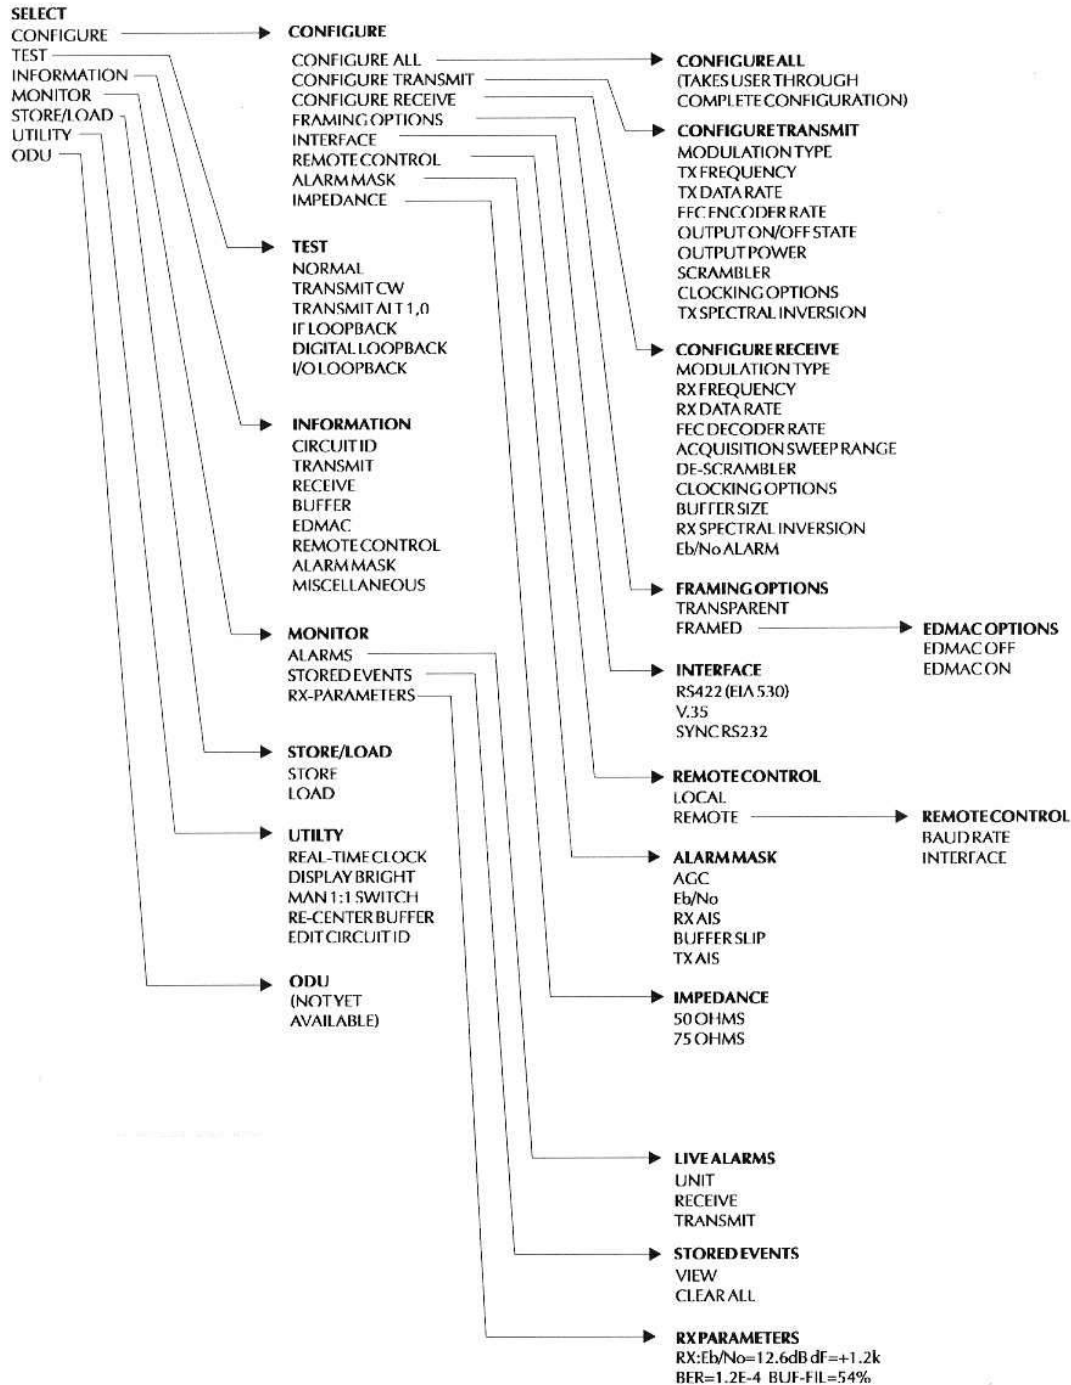 SELECT
CONFIGURE
TEST
INFORMATION
MONITOR
STORE/LOAD
UTILITY
ODU
CONFIGURE
CONFIGURE ALL
CONFIGURE TRANSMIT
CONFIGURE RECEIVE
FRAMING OPTIONS
INTERFACE
REMOTE CONTROL
ALARM MASK
IMPEDANCE
TEST
NORMAL
TRANSMIT CW
TRANSMIT ALT 1,0
IF LOOPBACK
DIGITAL LOOPBACK
I/O LOOPBACK
INFORMATION
CIRCUIT ID
TRANSMIT
RECEIVE
BUFFER
EDMAC
REMOTE CONTROL
ALARM MASK
MISCELLANEOUS
MONITOR
ALARMS
STORED EVENTS
RX-PARAMETERS
STORE/LOAD
STORE
LOAD
UTILTY
REAL-TIME CLOCK
DISPLAY BRIGHT
MAN 1:1 SWITCH
RE-CENTER BUFFER
EDIT CIRCUIT ID
ODU
(NOT YET
AVAILABLE)
CONFIGURE ALL
(TAKES USER THROUGH
COMPLETE CONFIGURATION)
CONFIGURE TRANSMIT
MODULATION TYPE
TX FREQUENCY
TX DATA RATE
FEC ENCODER RATE
OUTPUT ON/OFF STATE
OUTPUT POWER
SCRAMBLER
CLOCKING OPTIONS
TX SPECTRAL INVERSION
CONFIGURE RECEIVE
MODULATION TYPE
RX FREQUENCY
RX DATA RATE
FEC DECODER RATE
ACQUISITION SWEEP RANGE
DE-SCRAMBLER
CLOCKING OPTIONS
BUFFER SIZE
RX SPECTRAL INVERSION
Eb/No ALARM
FRAMING OPTIONS
TRANSPARENT
FRAMED
EDMAC OPTIONS
EDMAC OFF
EDMAC ON
INTERFACE
RS422 (EIA 530)
V.35
SYNC RS232
REMOTE CONTROL
LOCAL
REMOTE
REMOTE CONTROL
BAUD RATE
INTERFACE
ALARM MASK
AGC
Eb/No
RX AIS
BUFFER SLIP
TX AIS
IMPEDANCE
50 OHMS
75 OHMS
LIVE ALARMS
UNIT
RECEIVE
TRANSMIT
STORED EVENTS
VIEW
CLEAR ALL
RX PARAMETERS
RX:Eb/No=12.6dB dF=+1.2k
BER=1.2E-4 BUF-FIL=54%